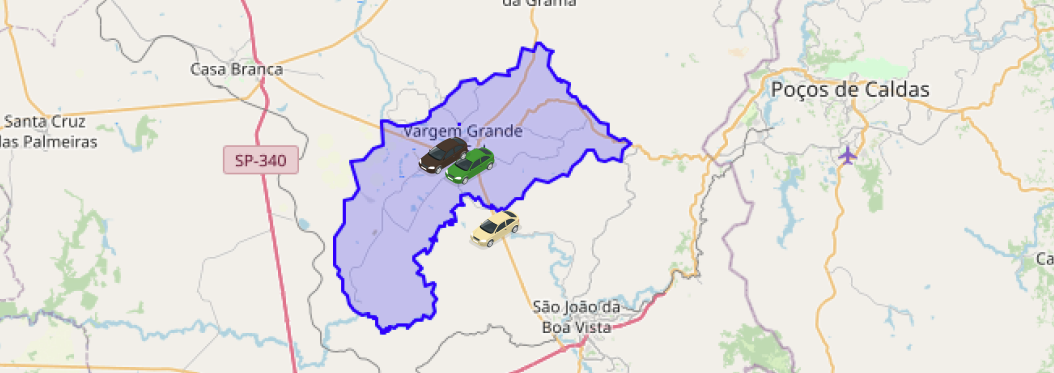 da Grama
Casa Branca
Poços de Caldas
Santa Cruz
das Palmeiras
Vargem Grande
SP-340
Ca
São João da
Boa Vista